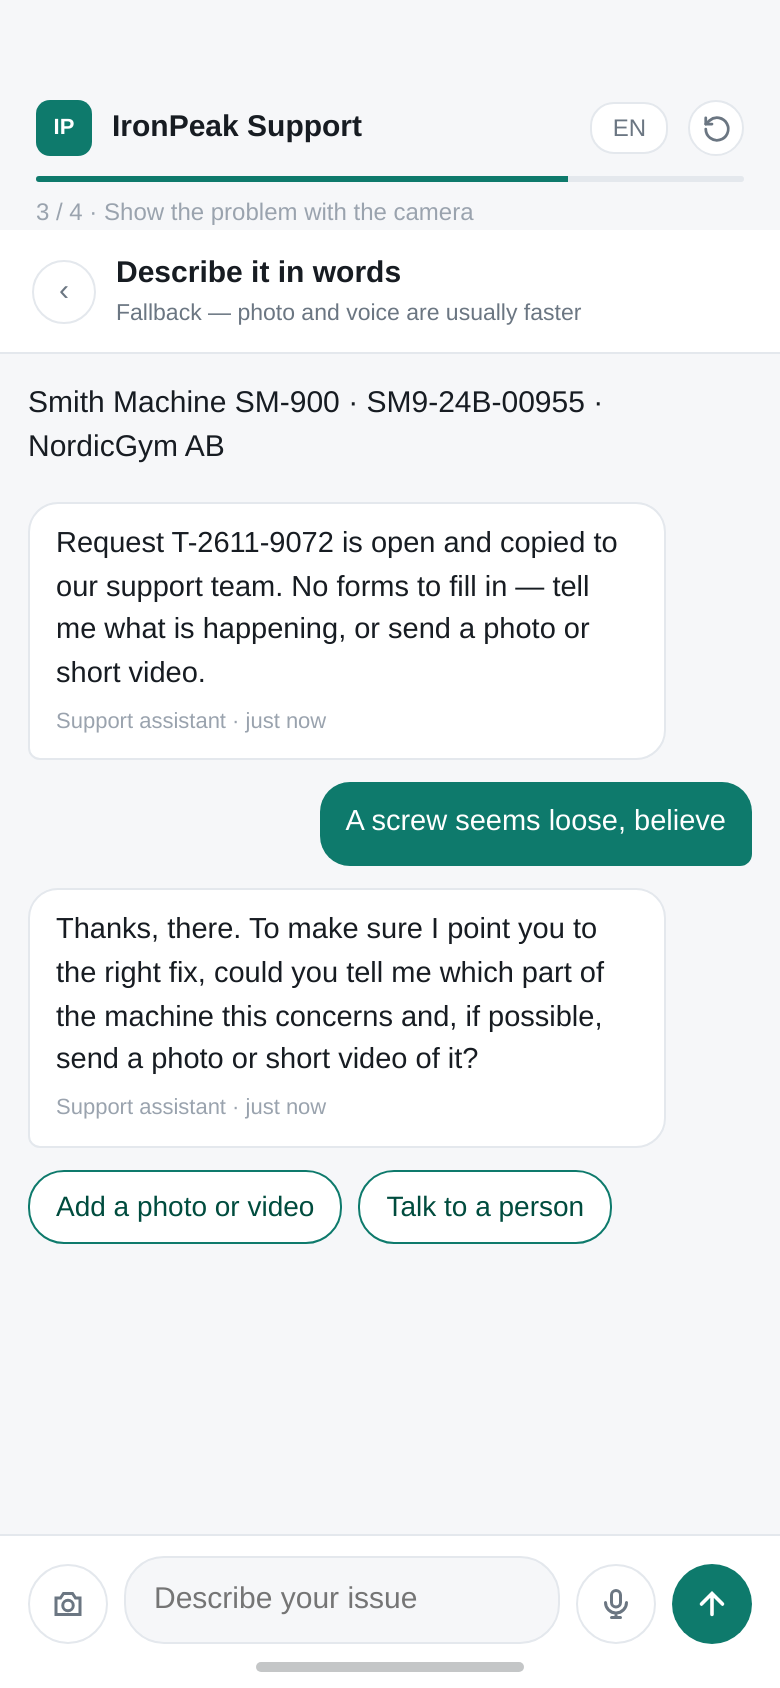 IP
IronPeak Support
EN
3 / 4 · Show the problem with the camera
‹
Describe it in words
Fallback — photo and voice are usually faster
Smith Machine SM-900 · SM9-24B-00955 ·
NordicGym AB
Request T-2611-9072 is open and copied to
our support team. No forms to fill in — tell
me what is happening, or send a photo or
short video.
Support assistant · just now
A screw seems loose, believe
Thanks, there. To make sure I point you to
the right fix, could you tell me which part of
the machine this concerns and, if possible,
send a photo or short video of it?
Support assistant · just now
Add a photo or video
Talk to a person
Describe your issue